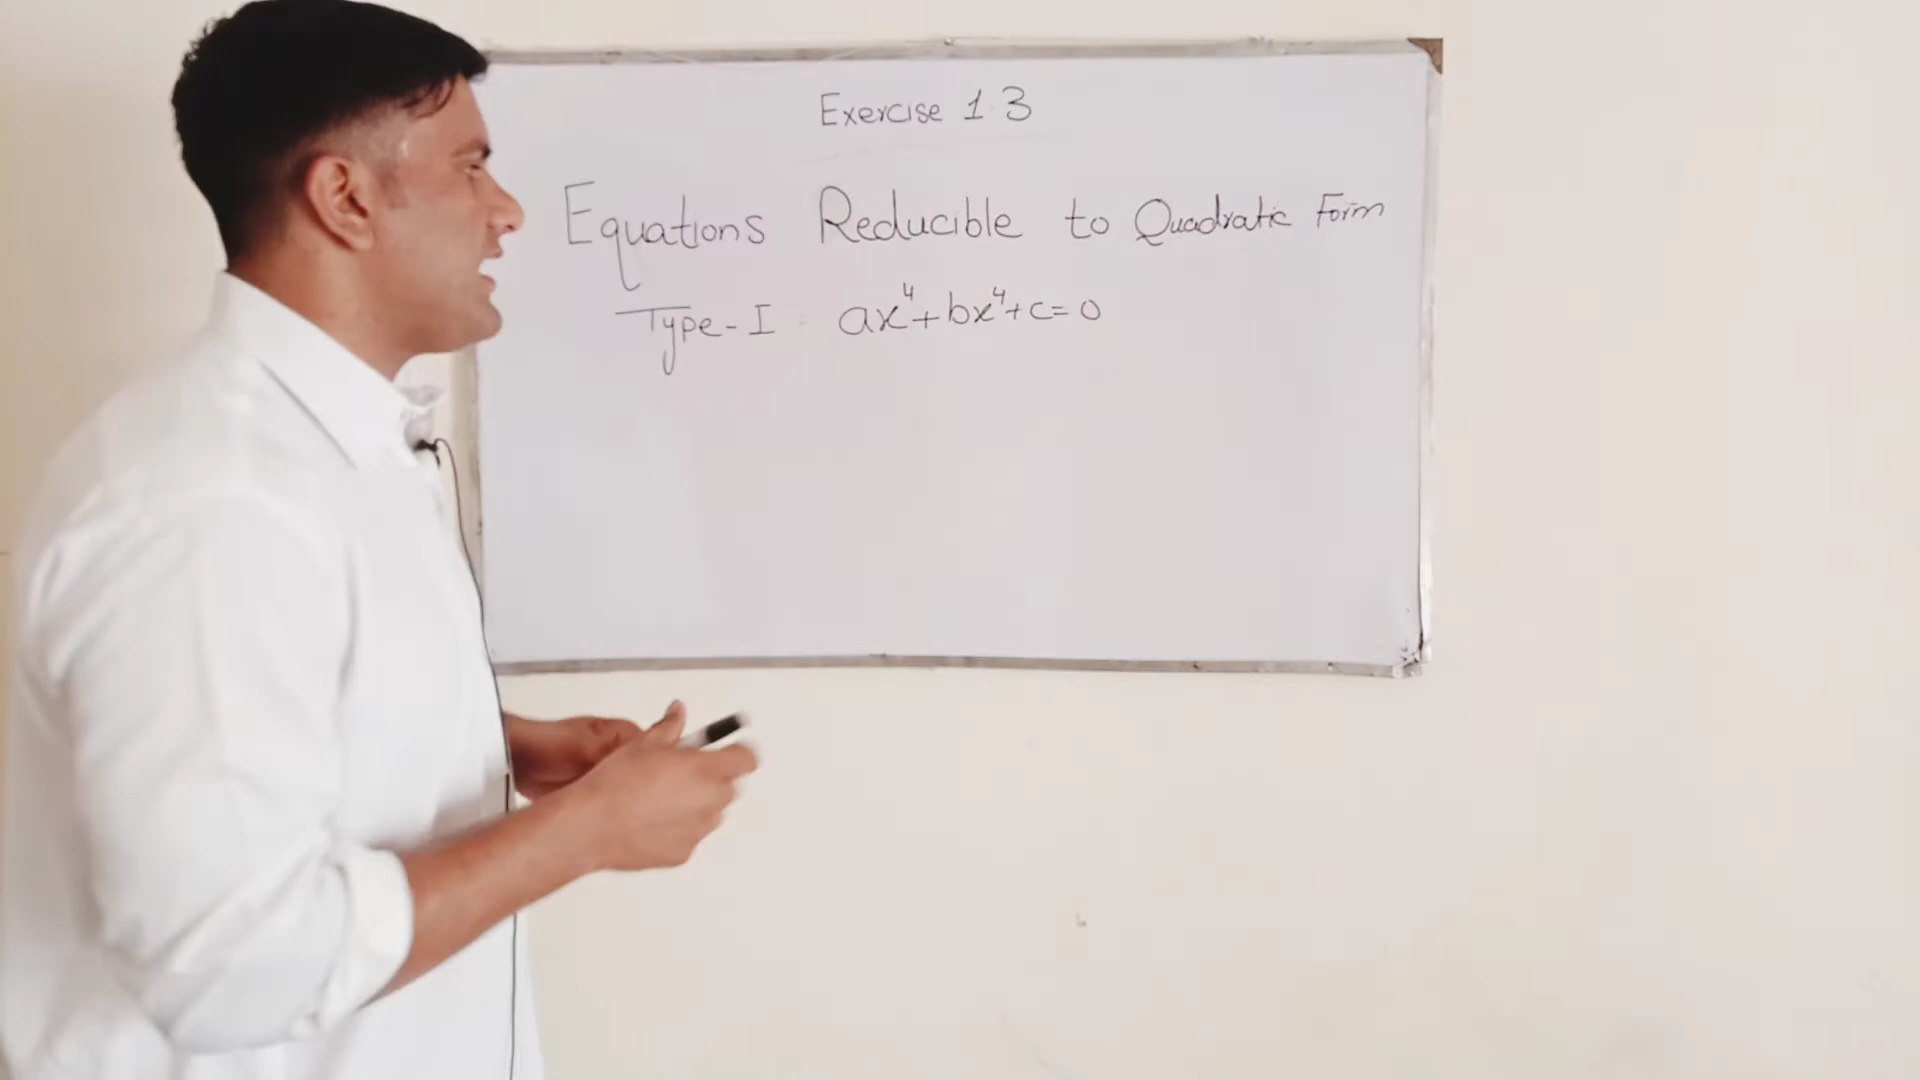 Exercise 1.3
Equations Reducible to Quadratic Form
Type-I : ax⁴+bx⁴+c=0